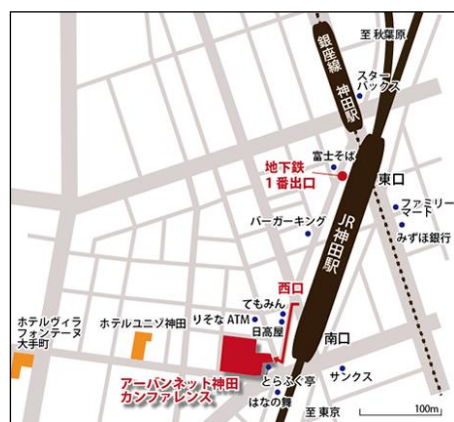 至 秋葉原
銀座線 神田駅
スター
バックス
富士そば
地下鉄
1番出口
東口
ファミリー
マート
みずほ銀行
バーガーキング
JR神田駅
西口
てもみん
りそな ATM
日高屋
ホテルヴィラ
フォンテーヌ
大手町
ホテルユニゾ神田
南口
アーバンネット神田
カンファレンス
とらふぐ亭
サンクス
はなの舞
至 東京
100m